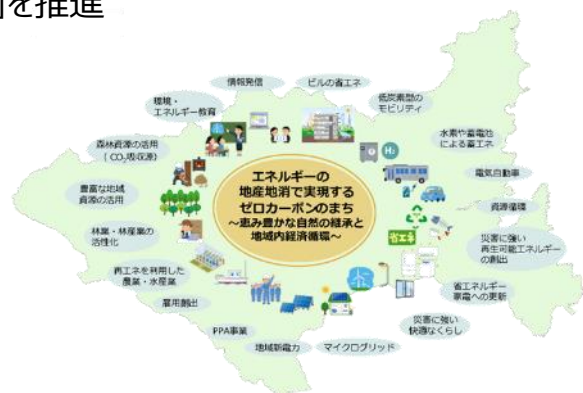 を推進
情報発信
ビルの省エネ
低炭素型の
モビリティ
環境・
エネルギー教育
水素や蓄電池
による蓄エネ
森林資源の活用
(CO₂吸収源)
H₂
電気自動車
エネルギーの
地産地消で実現する
ゼロカーボンのまち
~恵み豊かな自然の継承と
地域内経済循環~
豊富な地域
資源の活用
資源循環
省エネ
林業・林産業の
活性化
災害に強い
再生可能エネルギー
の創出
再エネを利用した
農業・水産業
省エネルギー
家電への更新
雇用創出
災害に強い
快適なくらし
PPA事業
地域新電力
マイクログリッド